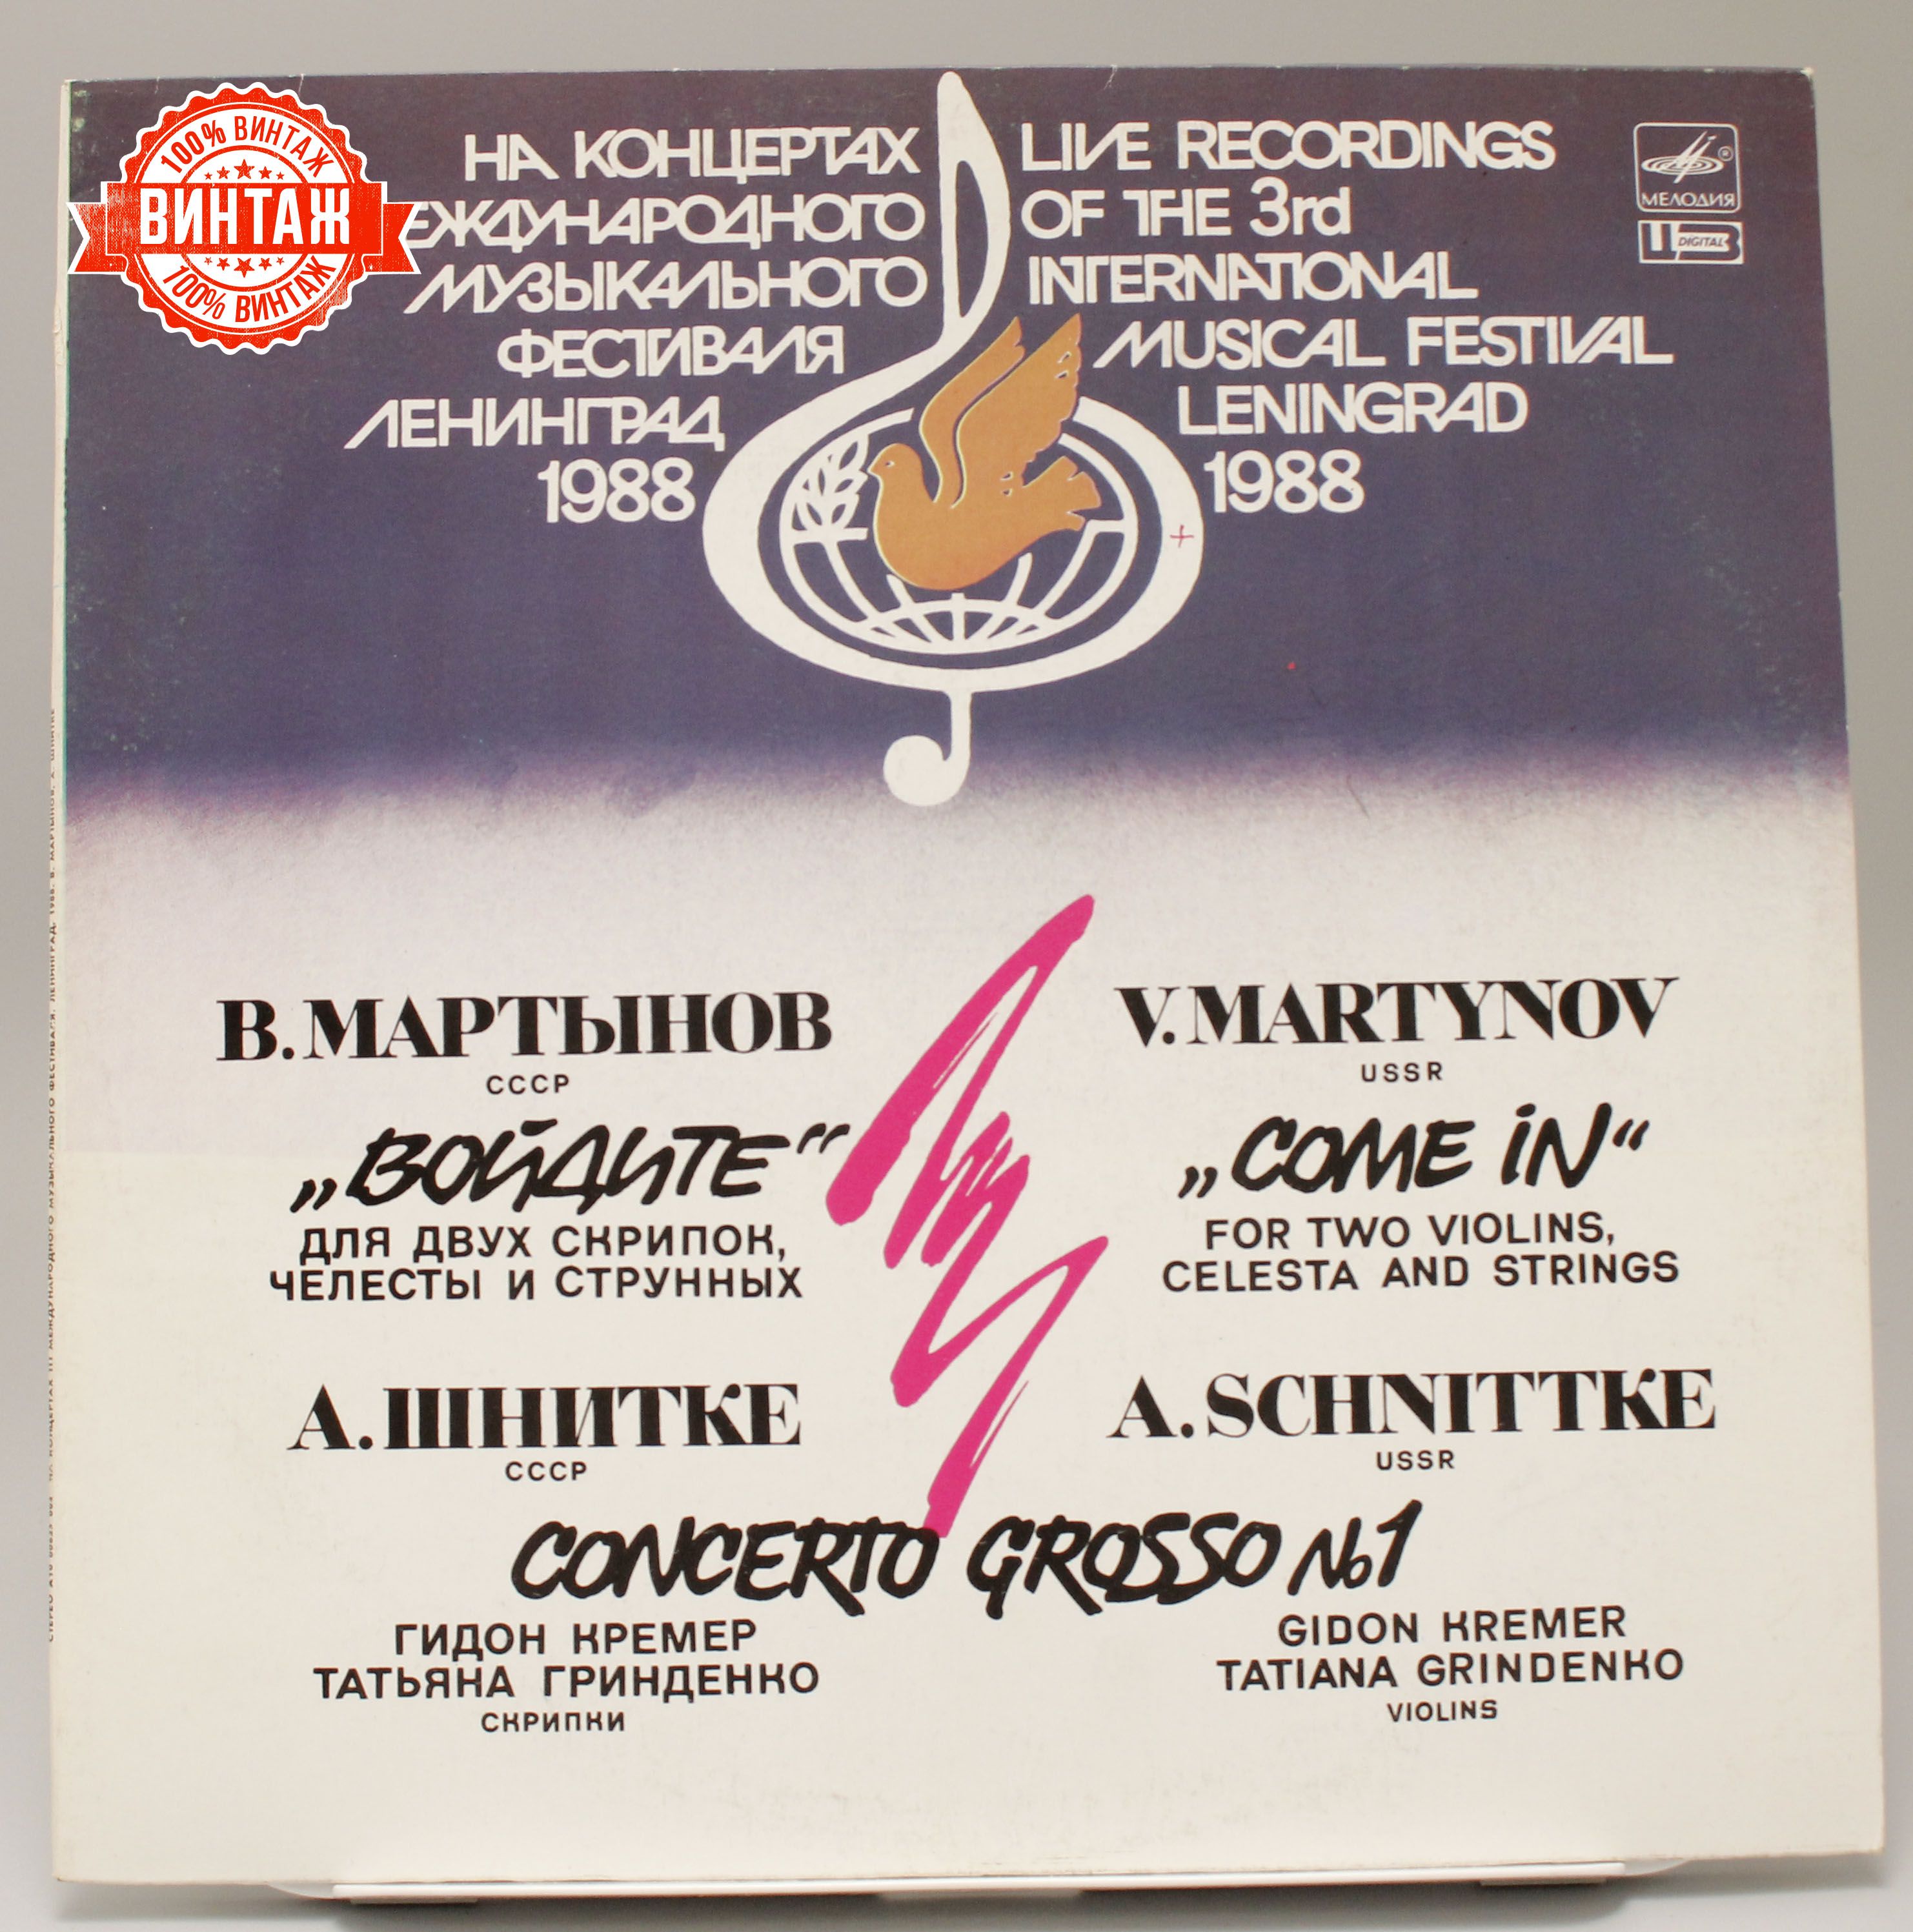 100% ВИНТАЖ
ВИНТАЖ
100% ВИНТАЖ
НА КОНЦЕРТАХ
ЕЖДУНАРОДНОГО
МУЗЫКАЛЬНОГО
ФЕСТИВАЛЯ
ЛЕНИНГРАД
1988
LIVE RECORDINGS
OF THE 3rd
INTERNATIONAL
MUSICAL FESTIVAL
LENINGRAD
1988
®
МЕЛОДИЯ
DIGITAL
В. МАРТЫНОВ
СССР
„ВОЙДИТЕ“
ДЛЯ ДВУХ СКРИПОК,
ЧЕЛЕСТЫ И СТРУННЫХ
V. MARTYNOV
USSR
„COME IN“
FOR TWO VIOLINS,
CELESTA AND STRINGS
А. ШНИТКЕ
СССР
A. SCHNITTKE
USSR
CONCERTO GROSSO №1
ГИДОН КРЕМЕР
ТАТЬЯНА ГРИНДЕНКО
СКРИПКИ
GIDON KREMER
TATIANA GRINDENKO
VIOLINS